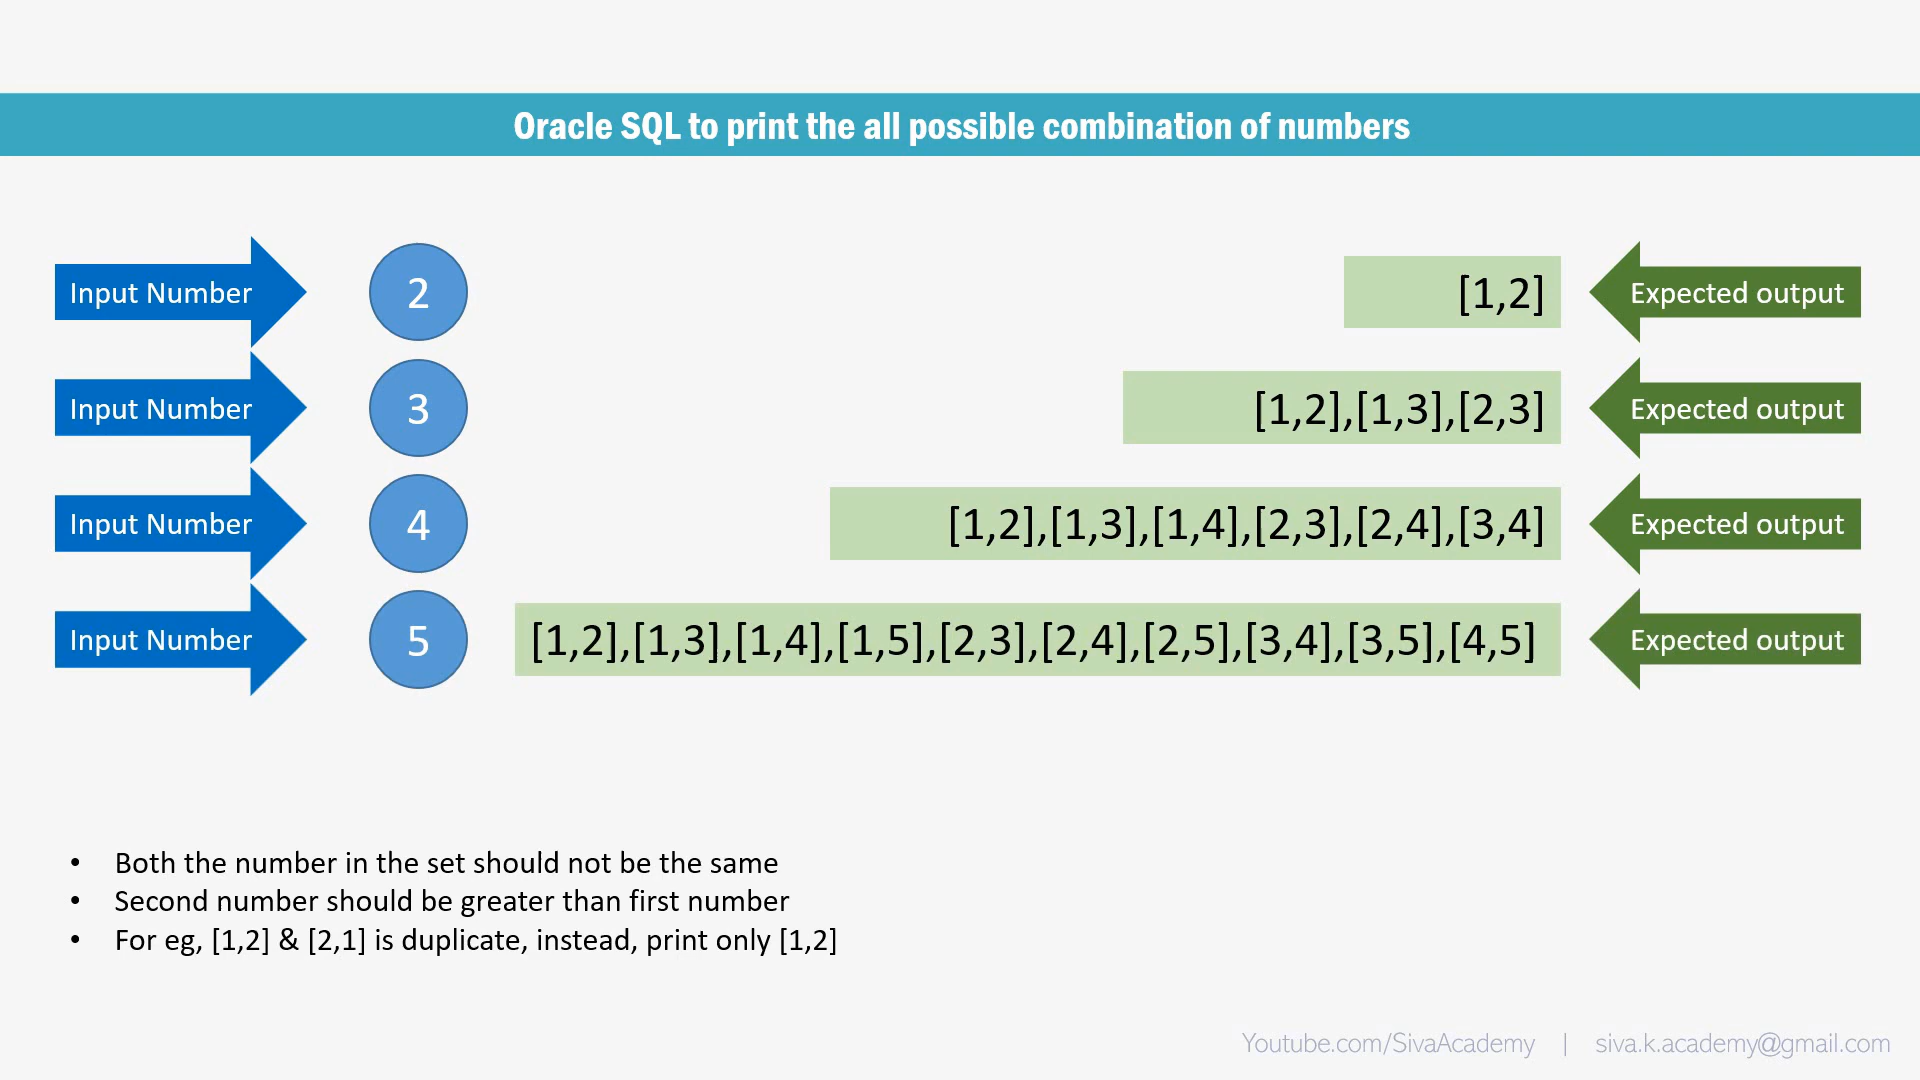 Oracle SQL to print the all possible combination of numbers
Input Number 2 [1,2] Expected output
Input Number 3 [1,2],[1,3],[2,3] Expected output
Input Number 4 [1,2],[1,3],[1,4],[2,3],[2,4],[3,4] Expected output
Input Number 5 [1,2],[1,3],[1,4],[1,5],[2,3],[2,4],[2,5],[3,4],[3,5],[4,5] Expected output
• Both the number in the set should not be the same
• Second number should be greater than first number
• For eg, [1,2] & [2,1] is duplicate, instead, print only [1,2]
Youtube.com/SivaAcademy | siva.k.academy@gmail.com